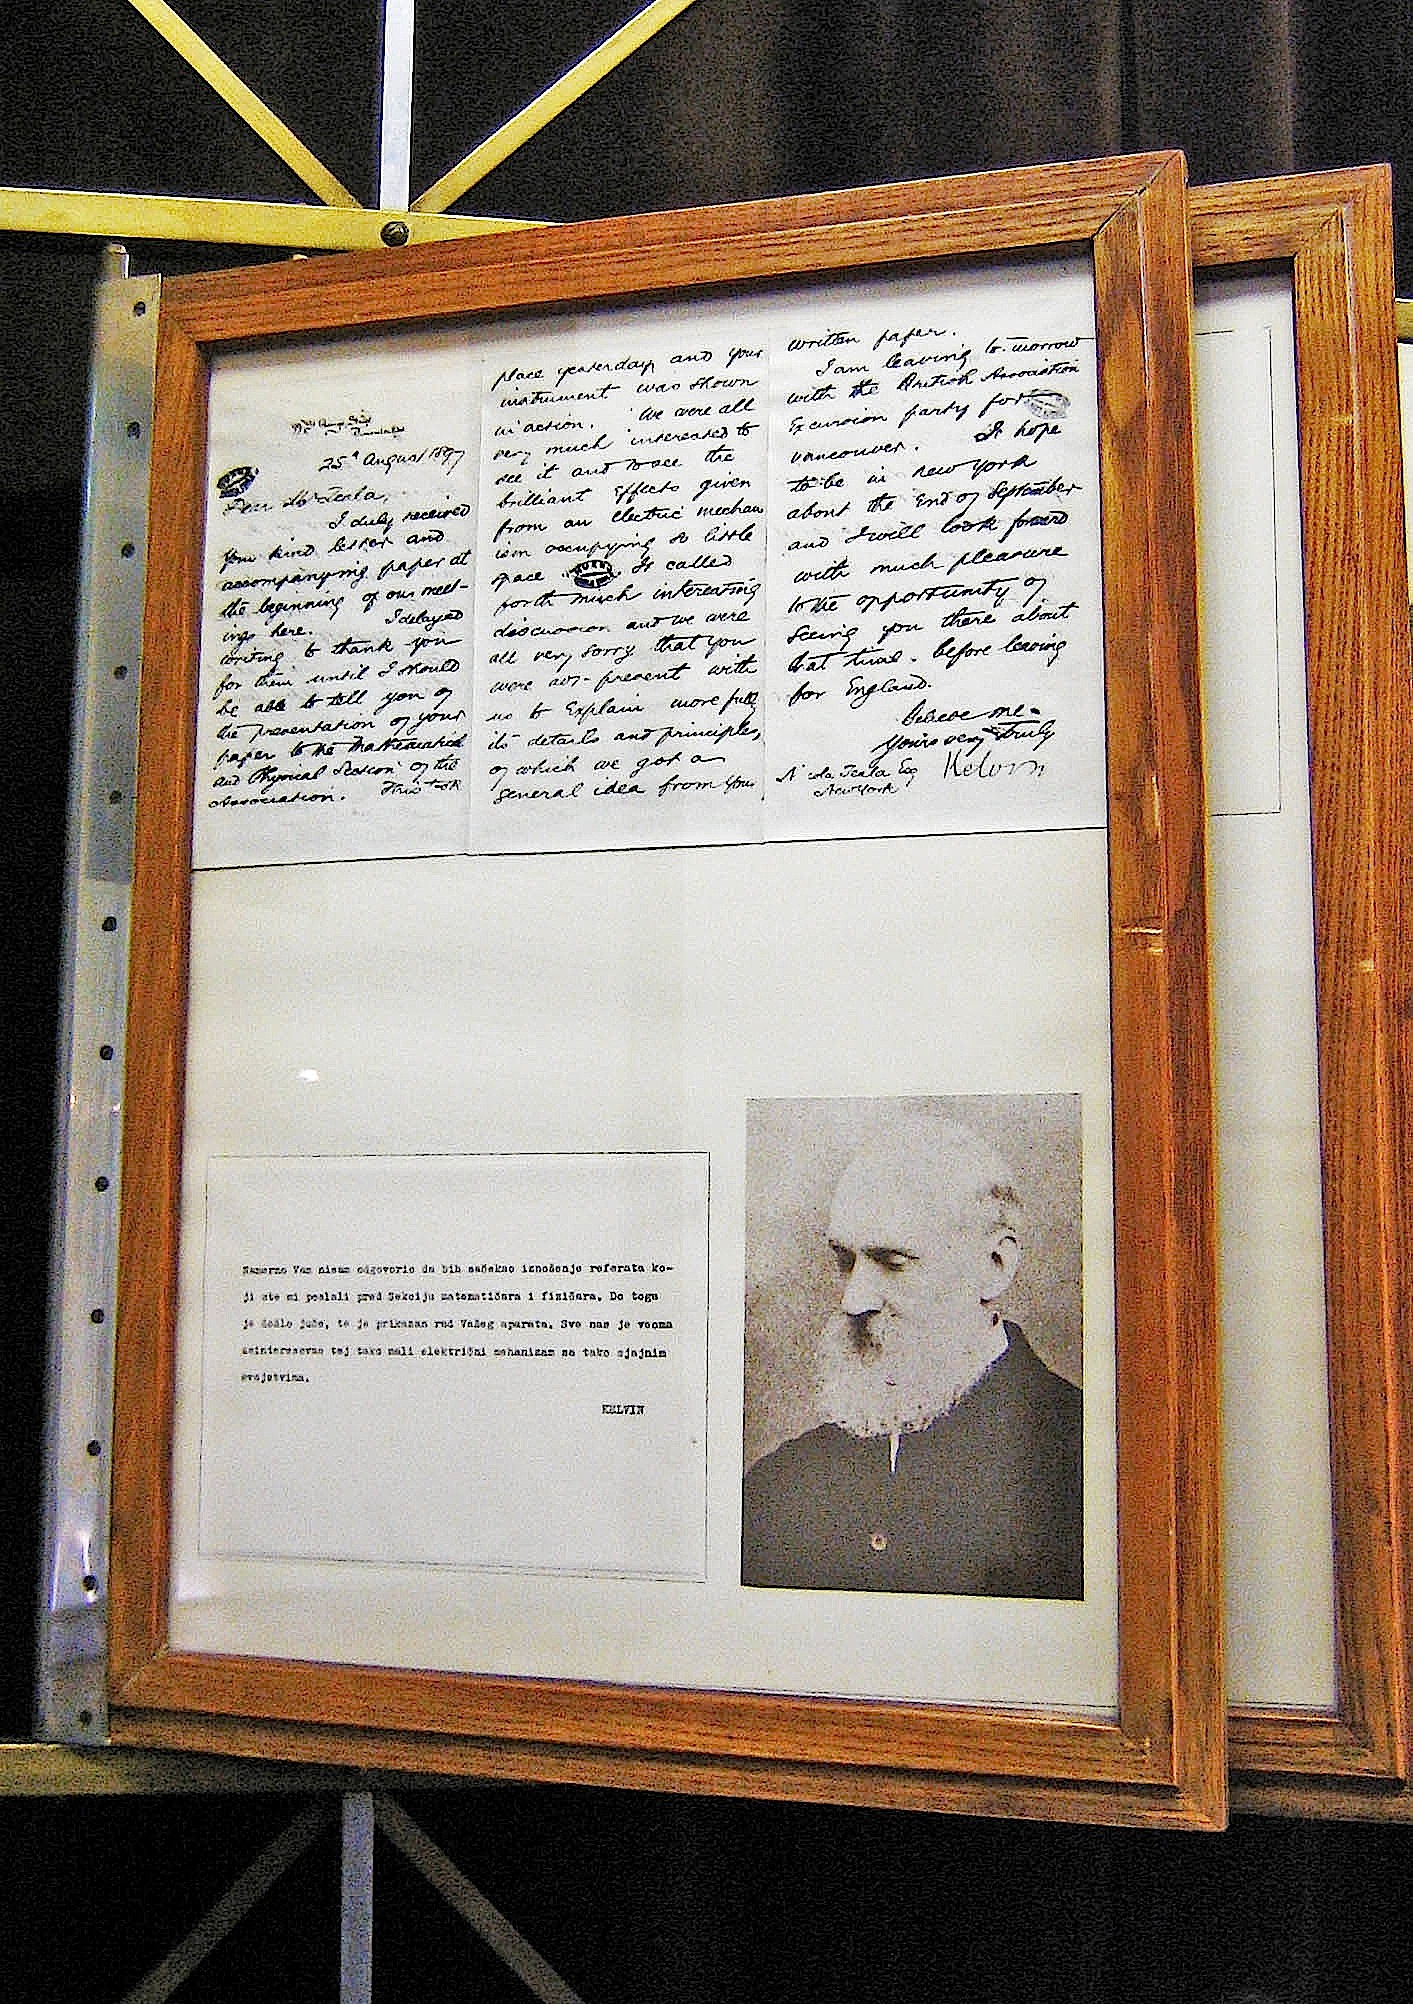 25th August 1897
Dear Mr Tesla,
I duly received
your kind letter and
accompanying paper at
the beginning of our meet-
ings here. I delayed
writing to thank you
for them until I should
be able to tell you of
the presentation of your
paper to the Mathematical
and Physical Section of the
Association. This took
place yesterday and your
instrument was shown
in action. We were all
very much interested to
see it and to see the
brilliant effects given
from an electric mechan
ism occupying so little
space. It called
forth much interesting
discussion and we were
all very sorry that you
were not present with
us to explain more fully
its details and principles,
of which we got a
general idea from your
written paper.
I am leaving to-morrow
with the British Association
Excursion party for
Vancouver. I hope
to be in New York
about the end of September
and I will look forward
with much pleasure
to the opportunity of
seeing you there about
that time. before leaving
for England.
Believe me
Yours very truly
Kelvin
Nikola Tesla Esq
New York
Namerno Vam nisam odgovorio da bih sačekao iznošenje referata ko-
ji ste mi poslali pred Sekciju matematičara i fizičara. Do toga
je došlo juče, te je prikazan rad Vašeg aparata. Sve nas je veoma
zainteresovao taj tako mali električni mehanizam sa tako sjajnim
svojstvima.
KELVIN